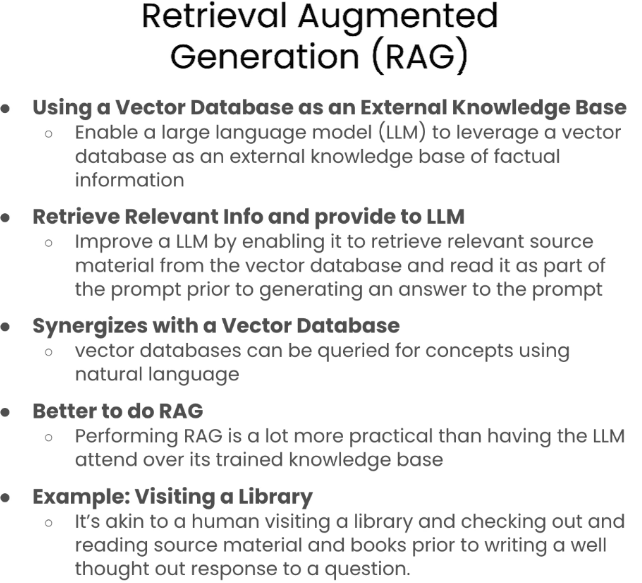 Retrieval Augmented
Generation (RAG)
● Using a Vector Database as an External Knowledge Base
○ Enable a large language model (LLM) to leverage a vector
database as an external knowledge base of factual
information
● Retrieve Relevant Info and provide to LLM
○ Improve a LLM by enabling it to retrieve relevant source
material from the vector database and read it as part of
the prompt prior to generating an answer to the prompt
● Synergizes with a Vector Database
○ vector databases can be queried for concepts using
natural language
● Better to do RAG
○ Performing RAG is a lot more practical than having the LLM
attend over its trained knowledge base
● Example: Visiting a Library
○ It’s akin to a human visiting a library and checking out and
reading source material and books prior to writing a well
thought out response to a question.